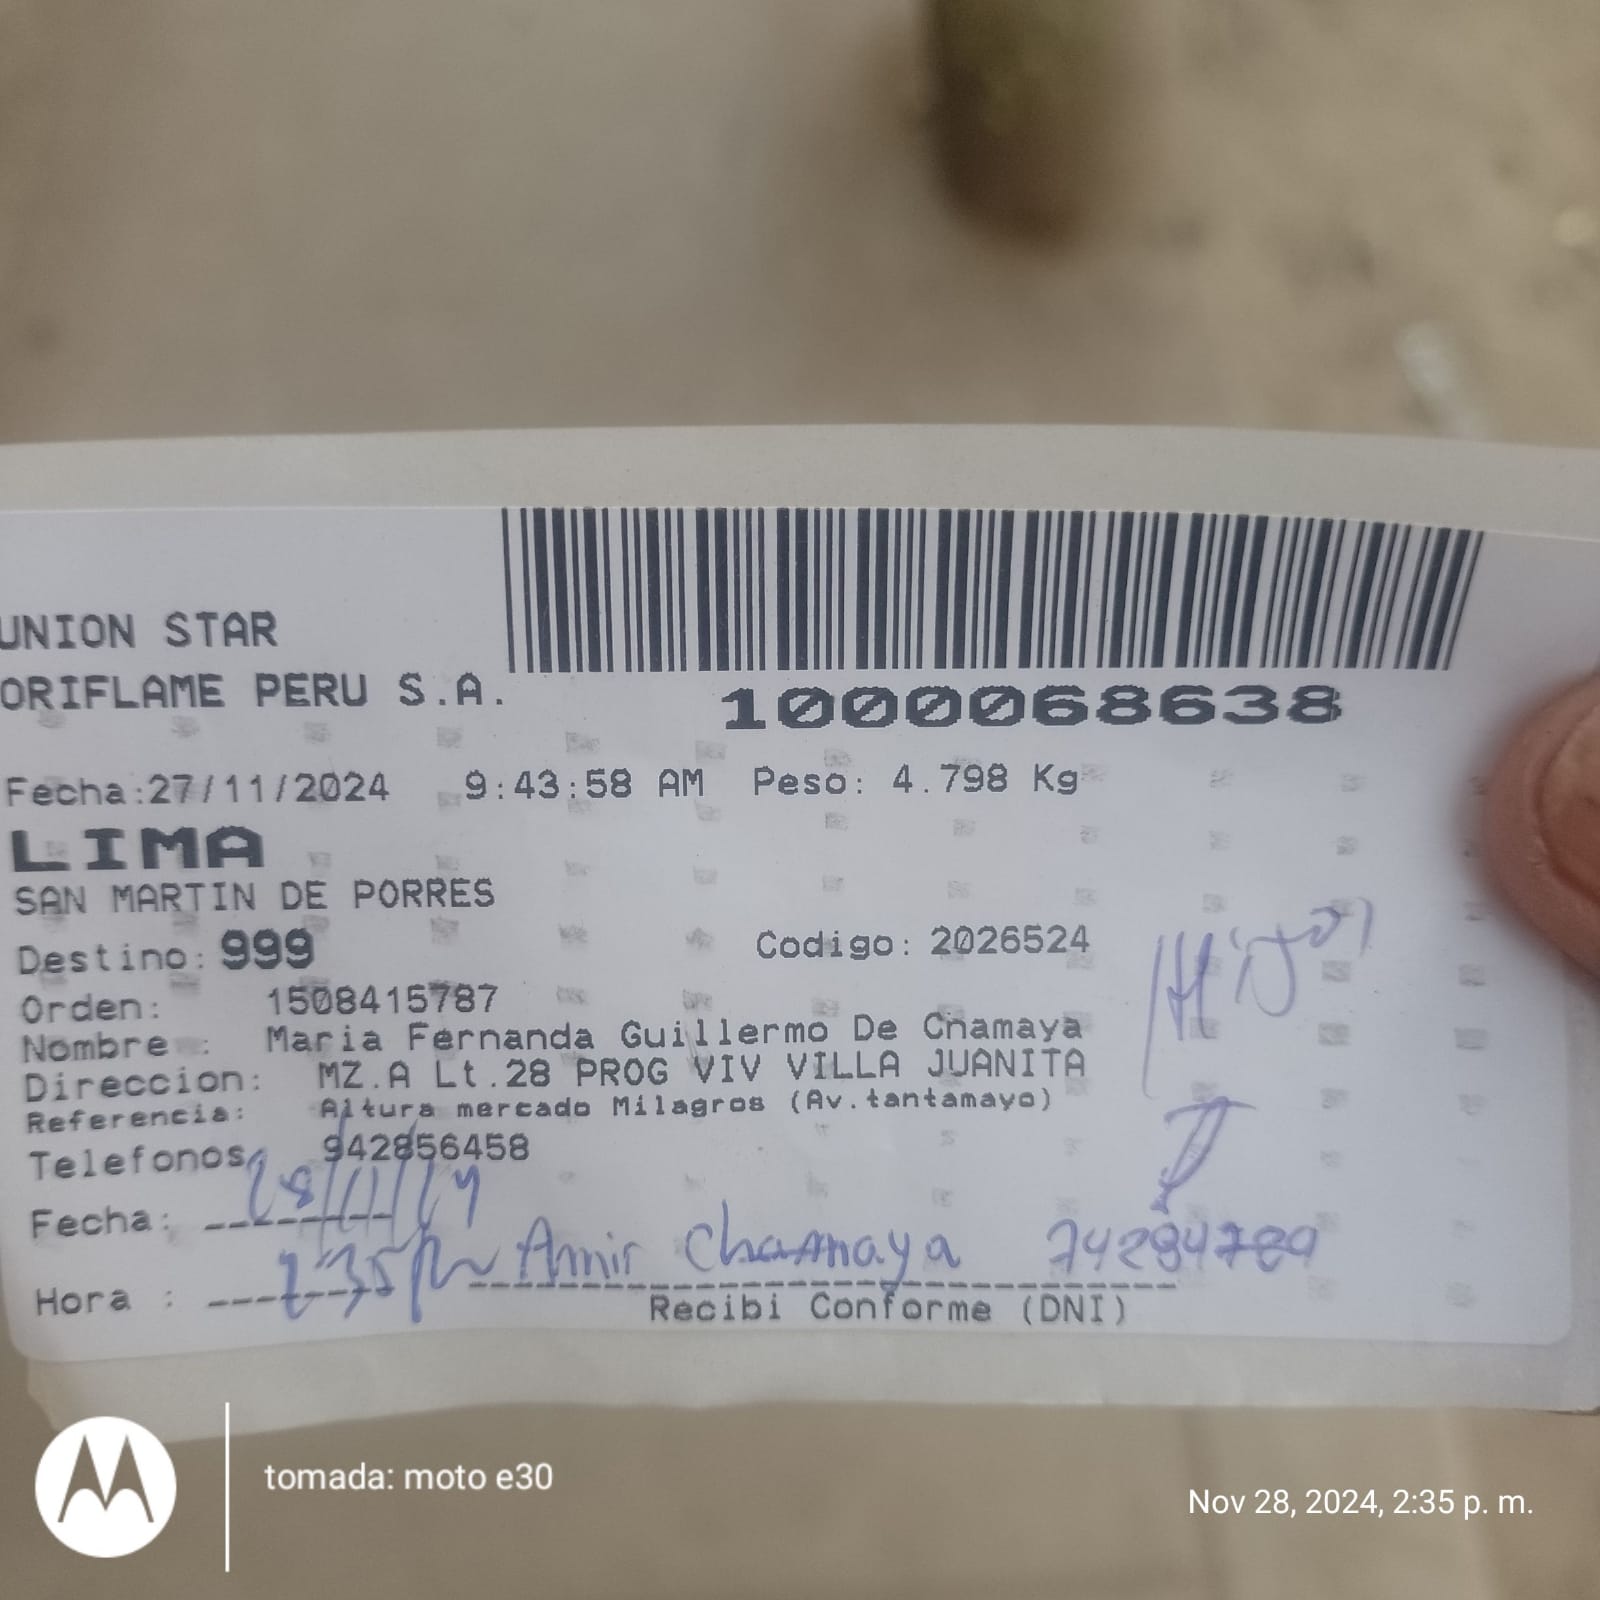 UNION STAR
ORIFLAME PERU S.A.
1000068638
Fecha:27/11/2024 9:43:58 AM Peso: 4.798 Kg
LIMA
SAN MARTIN DE PORRES
Destino: 999 Codigo: 2026524
Orden: 1508415787
Nombre : Maria Fernanda Guillermo De Chamaya
Direccion: MZ.A Lt.28 PROG VIV VILLA JUANITA
Referencia: Altura mercado Milagros (Av.tantamayo)
Telefonos 942856458
Fecha: 28/11/24
Hora : 2:35pm Amir Chamaya 74284789
Recibi Conforme (DNI)
Hijo
tomada: moto e30
Nov 28, 2024, 2:35 p. m.